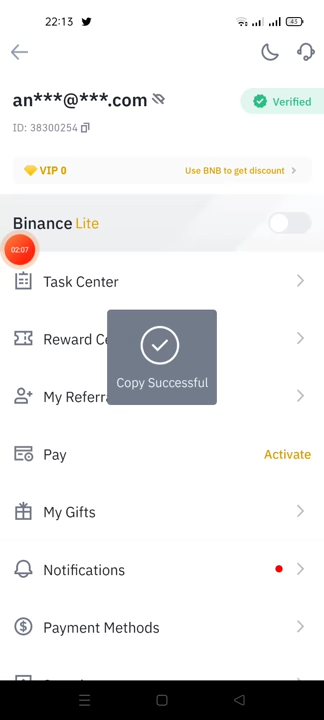 22:13
45
an***@***.com
Verified
ID: 38300254
VIP 0
Use BNB to get discount
Binance Lite
02:07
Task Center
Reward Ce
Copy Successful
My Referra
Pay
Activate
My Gifts
Notifications
Payment Methods